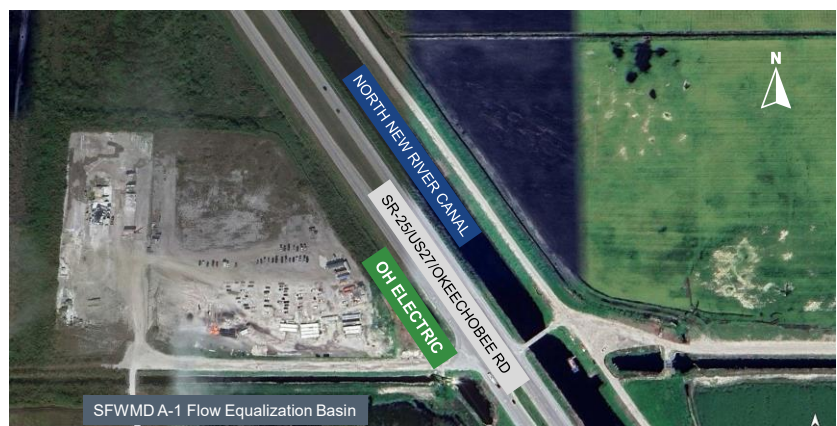 N
NORTH NEW RIVER CANAL
SR-25/US27/OKEECHOBEE RD
OH ELECTRIC
SFWMD A-1 Flow Equalization Basin